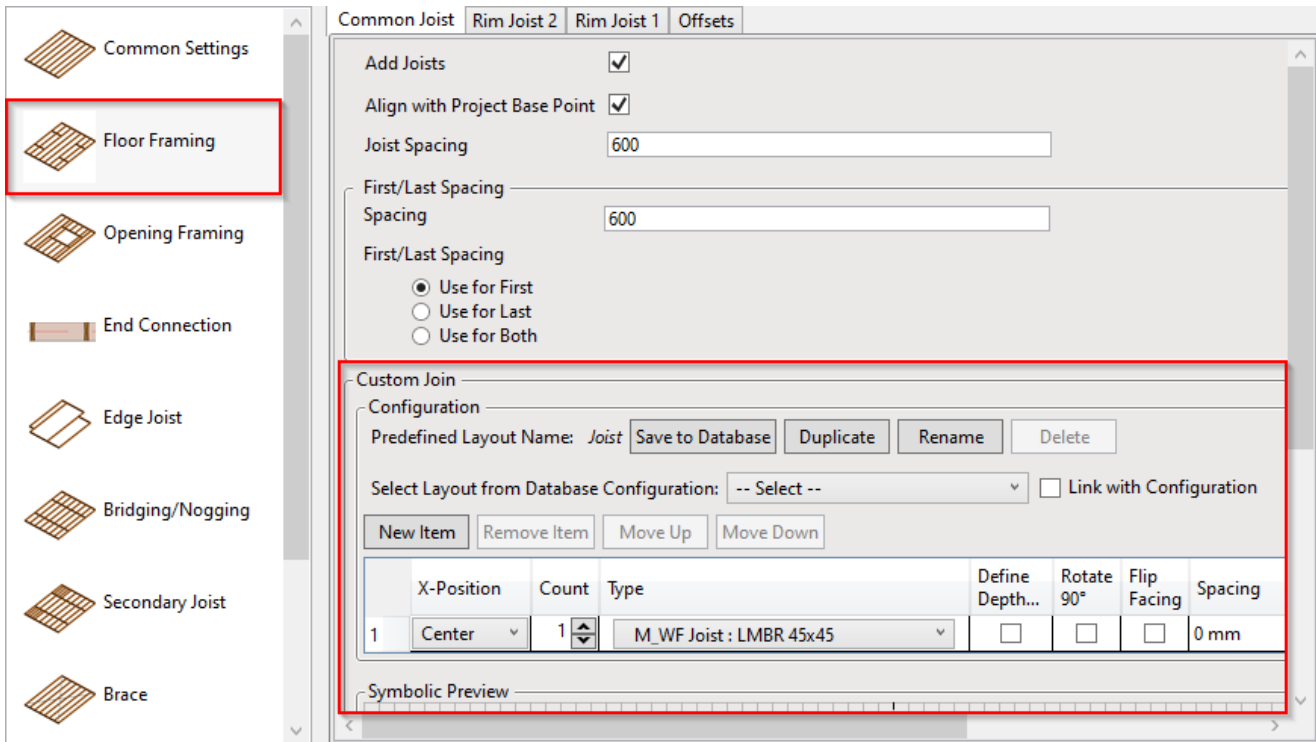 Common Settings
Floor Framing
Opening Framing
End Connection
Edge Joist
Bridging/Nogging
Secondary Joist
Brace
Common Joist Rim Joist 2 Rim Joist 1 Offsets
Add Joists
Align with Project Base Point
Joist Spacing 600
First/Last Spacing
Spacing 600
First/Last Spacing
Use for First
Use for Last
Use for Both
Custom Join
Configuration
Predefined Layout Name: Joist Save to Database Duplicate Rename Delete
Select Layout from Database Configuration: -- Select -- Link with Configuration
New Item Remove Item Move Up Move Down
X-Position Count Type Define Depth... Rotate 90° Flip Facing Spacing
1 Center 1 M_WF Joist : LMBR 45x45 0 mm
Symbolic Preview